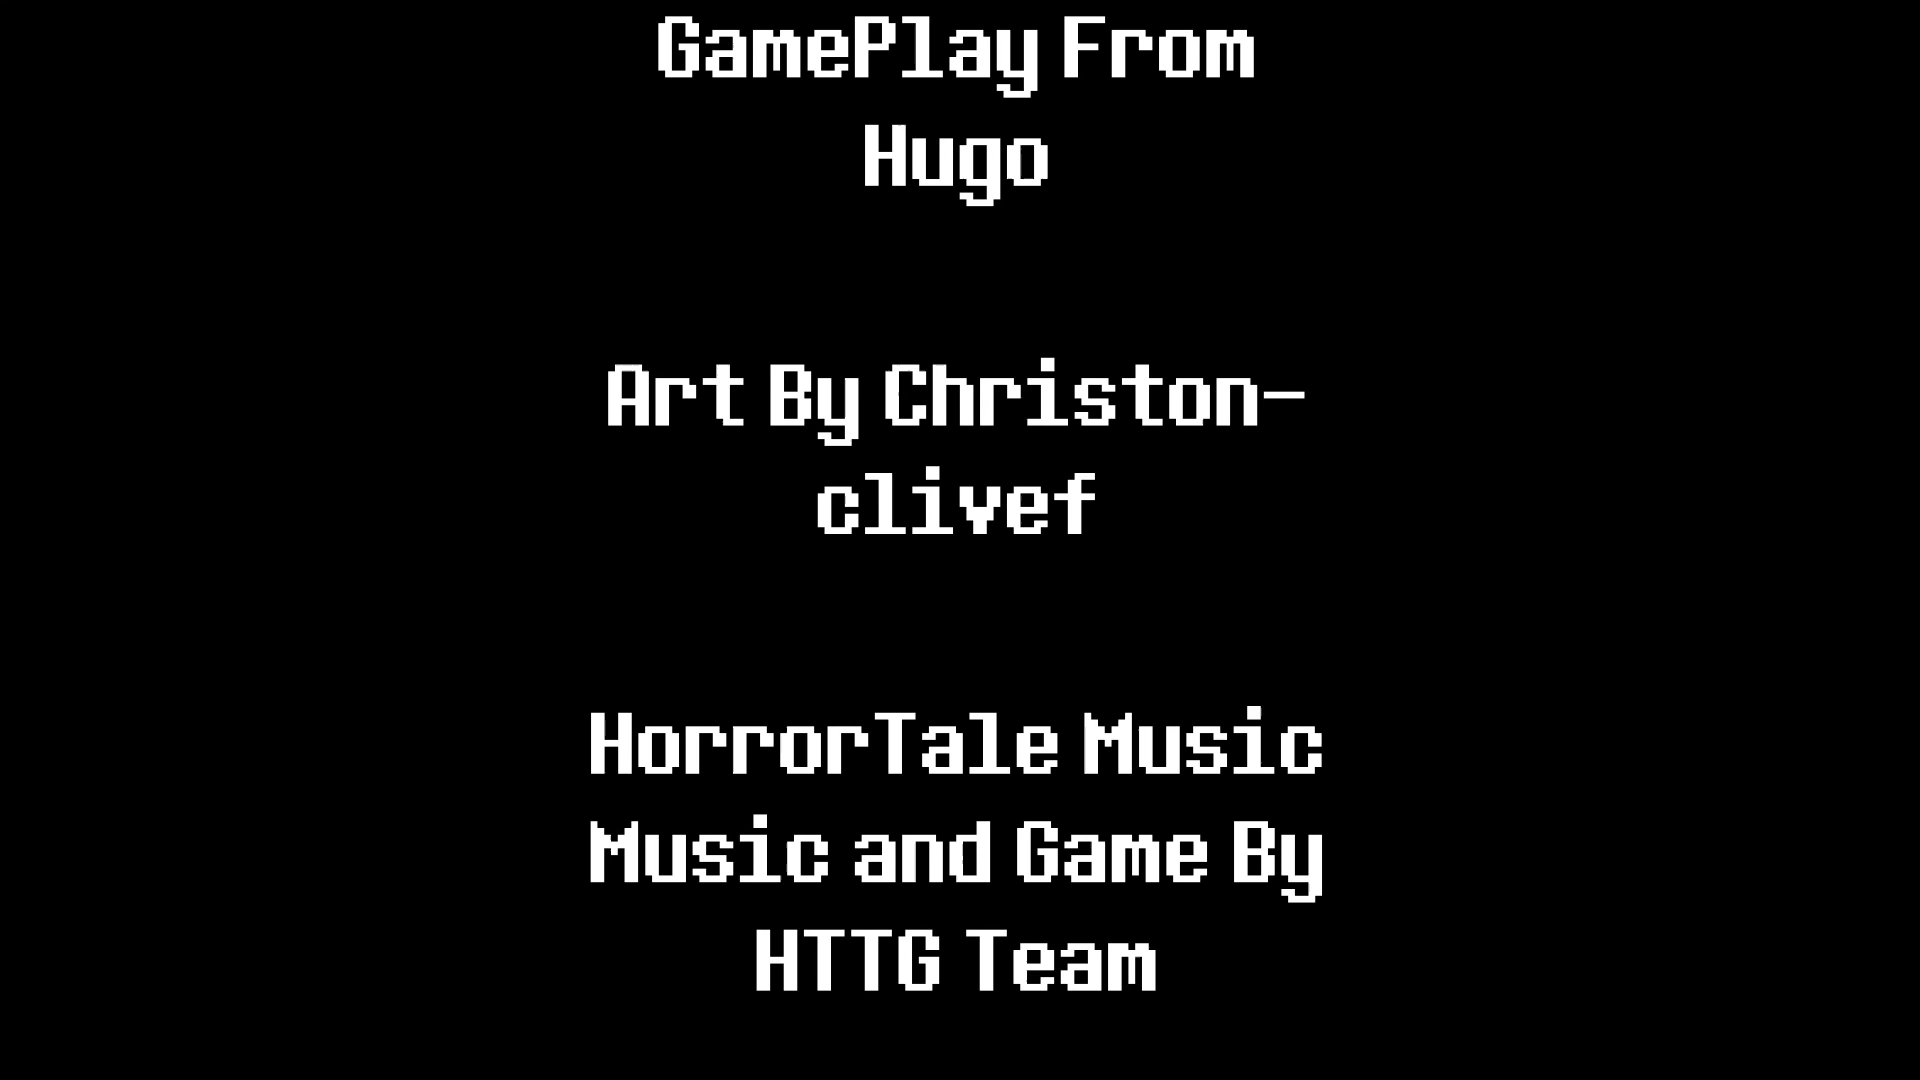 GamePlay From
Hugo
Art By Christon-
clivef
HorrorTale Music
Music and Game By
HTTG Team